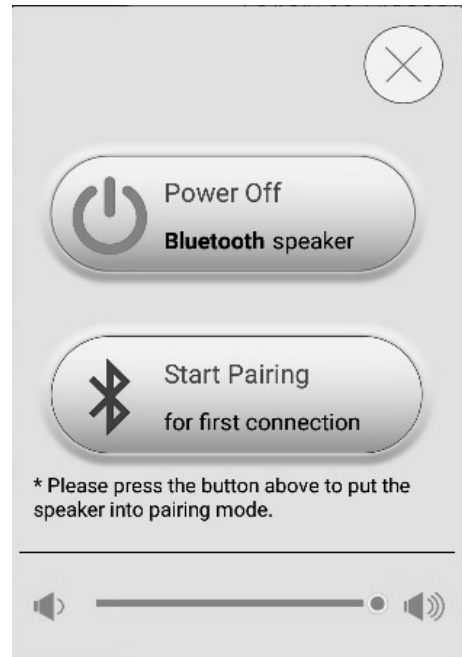 Power Off
Bluetooth speaker
Start Pairing
for first connection
* Please press the button above to put the
speaker into pairing mode.